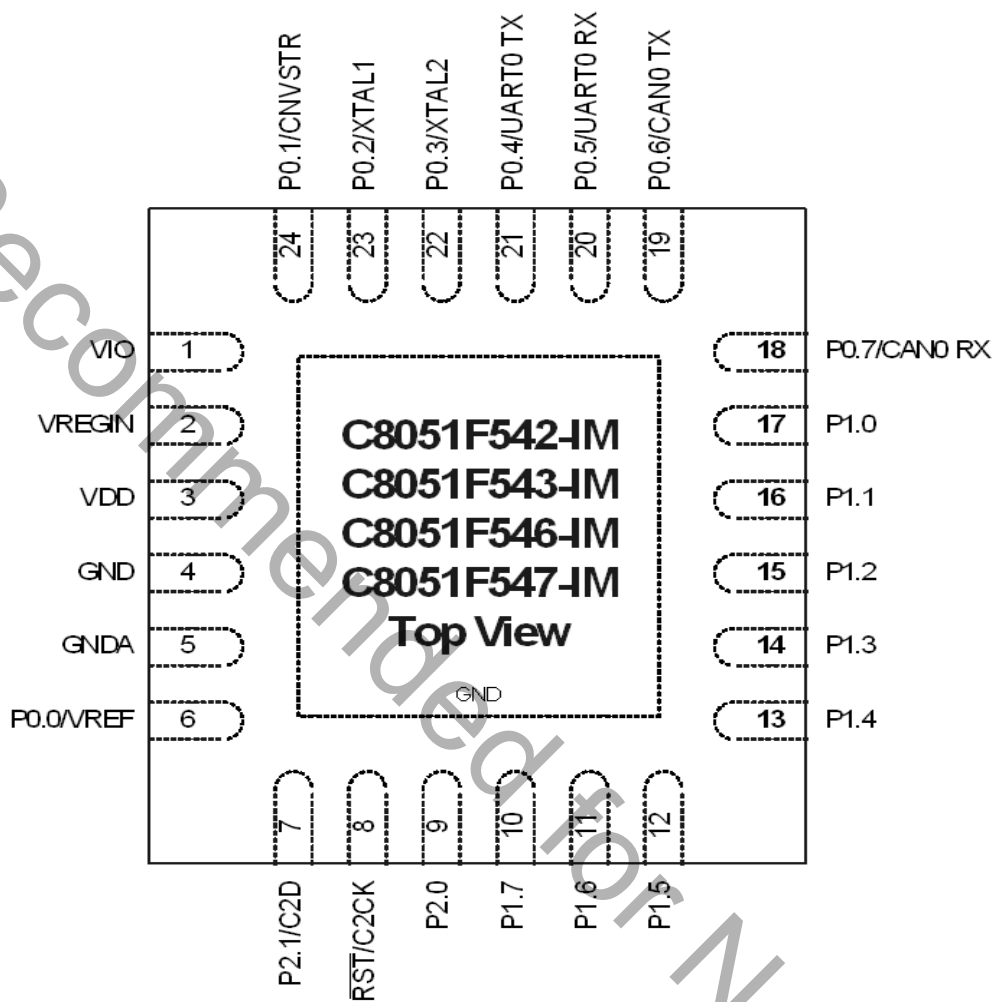 P0.1/CNVSTR
P0.2/XTAL1
P0.3/XTAL2
P0.4/UART0 TX
P0.5/UART0 RX
P0.6/CAN0 TX
24
23
22
21
20
19
VIO 1
VREGIN 2
VDD 3
GND 4
GNDA 5
P0.0/VREF 6
18 P0.7/CAN0 RX
17 P1.0
16 P1.1
15 P1.2
14 P1.3
13 P1.4
C8051F542-IM
C8051F543-IM
C8051F546-IM
C8051F547-IM
Top View
GND
7
8
9
10
11
12
P2.1/C2D
RST/C2CK
P2.0
P1.7
P1.6
P1.5
ecommended for N